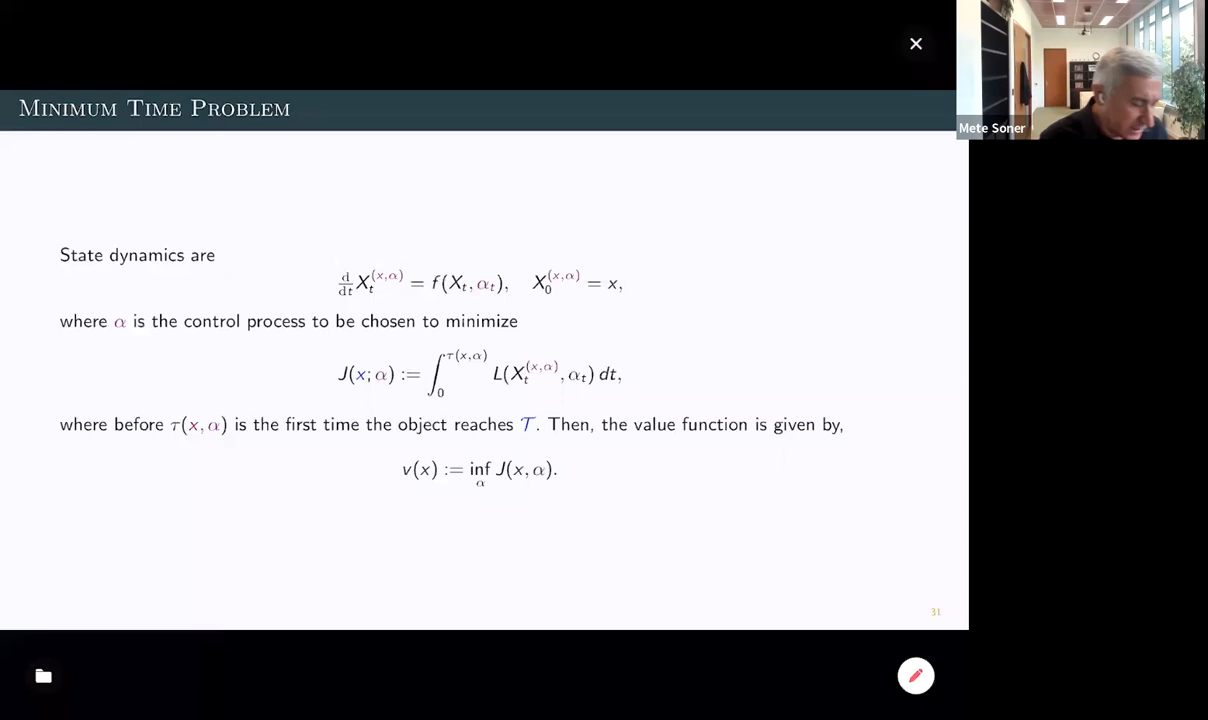 MINIMUM TIME PROBLEM
Mete Soner
State dynamics are
d/dt X_t^{(x,α)} = f(X_t, α_t), X_0^{(x,α)} = x,
where α is the control process to be chosen to minimize
J(x; α) := ∫_0^{τ(x,α)} L(X_t^{(x,α)}, α_t) dt,
where before τ(x, α) is the first time the object reaches 𝒯. Then, the value function is given by,
v(x) := inf_α J(x, α).
31